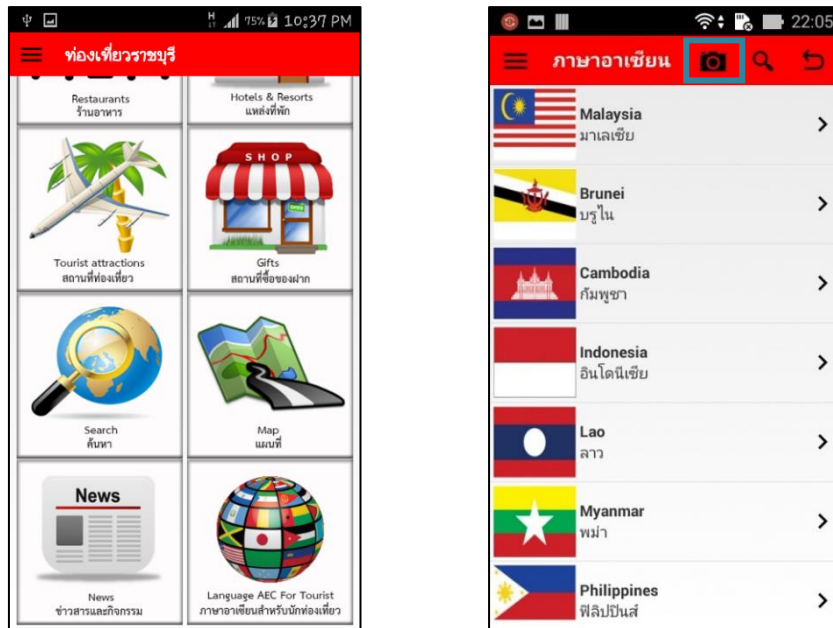 H
LT 75% 10:37 PM
ท่องเที่ยวราชบุรี
Restaurants
ร้านอาหาร
Hotels & Resorts
แหล่งที่พัก
Tourist attractions
สถานที่ท่องเที่ยว
SHOP
Gifts
สถานที่ซื้อของฝาก
Search
ค้นหา
Map
แผนที่
News
News
ข่าวสารและกิจกรรม
Language AEC For Tourist
ภาษาอาเซียนสำหรับนักท่องเที่ยว
22:05
ภาษาอาเซียน
Malaysia
มาเลเซีย
Brunei
บรูไน
Cambodia
กัมพูชา
Indonesia
อินโดนีเซีย
Lao
ลาว
Myanmar
พม่า
Philippines
ฟิลิปปินส์